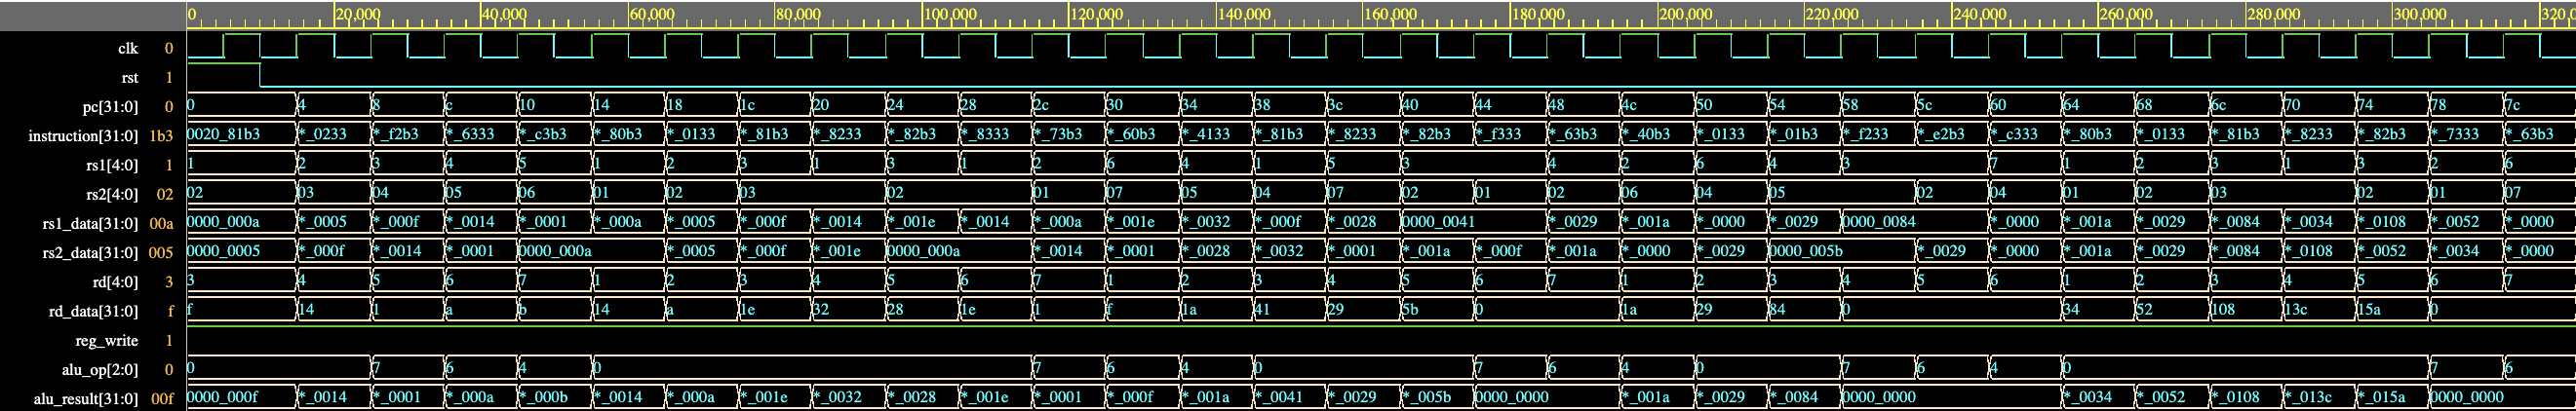 0 20,000 40,000 60,000 80,000 100,000 120,000 140,000 160,000 180,000 200,000 220,000 240,000 260,000 280,000 300,000 320,0
clk 0
rst 1
pc[31:0] 0 0 4 8 c 10 14 18 1c 20 24 28 2c 30 34 38 3c 40 44 48 4c 50 54 58 5c 60 64 68 6c 70 74 78 7c
instruction[31:0] 1b3 0020_81b3 *_0233 *_f2b3 *_6333 *_c3b3 *_80b3 *_0133 *_81b3 *_8233 *_82b3 *_8333 *_73b3 *_60b3 *_4133 *_81b3 *_8233 *_82b3 *_f333 *_63b3 *_40b3 *_0133 *_01b3 *_f233 *_e2b3 *_c333 *_80b3 *_0133 *_81b3 *_8233 *_82b3 *_7333 *_63b3
rs1[4:0] 1 1 2 3 4 5 1 2 3 1 3 1 2 6 4 1 5 3 4 2 6 4 3 7 1 2 3 1 3 2 6
rs2[4:0] 02 02 03 04 05 06 01 02 03 02 01 07 05 04 07 02 01 02 06 04 05 02 04 01 02 03 02 01 07
rs1_data[31:0] 00a 0000_000a *_0005 *_000f *_0014 *_0001 *_000a *_0005 *_000f *_0014 *_001e *_0014 *_000a *_001e *_0032 *_000f *_0028 0000_0041 *_0029 *_001a *_0000 *_0029 0000_0084 *_0000 *_001a *_0029 *_0084 *_0034 *_0108 *_0052 *_0000
rs2_data[31:0] 005 0000_0005 *_000f *_0014 *_0001 0000_000a *_0005 *_000f *_001e 0000_000a *_0014 *_0001 *_0028 *_0032 *_0001 *_001a *_000f *_001a *_0000 *_0029 0000_005b *_0029 *_0000 *_001a *_0029 *_0084 *_0108 *_0052 *_0034 *_0000
rd[4:0] 3 3 4 5 6 7 1 2 3 4 5 6 7 1 2 3 4 5 6 7 1 2 3 4 5 6 1 2 3 4 5 6 7
rd_data[31:0] f f 14 1 a b 14 a 1e 32 28 1e 1 f 1a 41 29 5b 0 1a 29 84 0 34 52 108 13c 15a 0
reg_write 1
alu_op[2:0] 0 0 7 6 4 0 7 6 4 0 7 6 4 0 7 6 4 0 7 6
alu_result[31:0] 00f 0000_000f *_0014 *_0001 *_000a *_000b *_0014 *_000a *_001e *_0032 *_0028 *_001e *_0001 *_000f *_001a *_0041 *_0029 *_005b 0000_0000 *_001a *_0029 *_0084 0000_0000 *_0034 *_0052 *_0108 *_013c *_015a 0000_0000